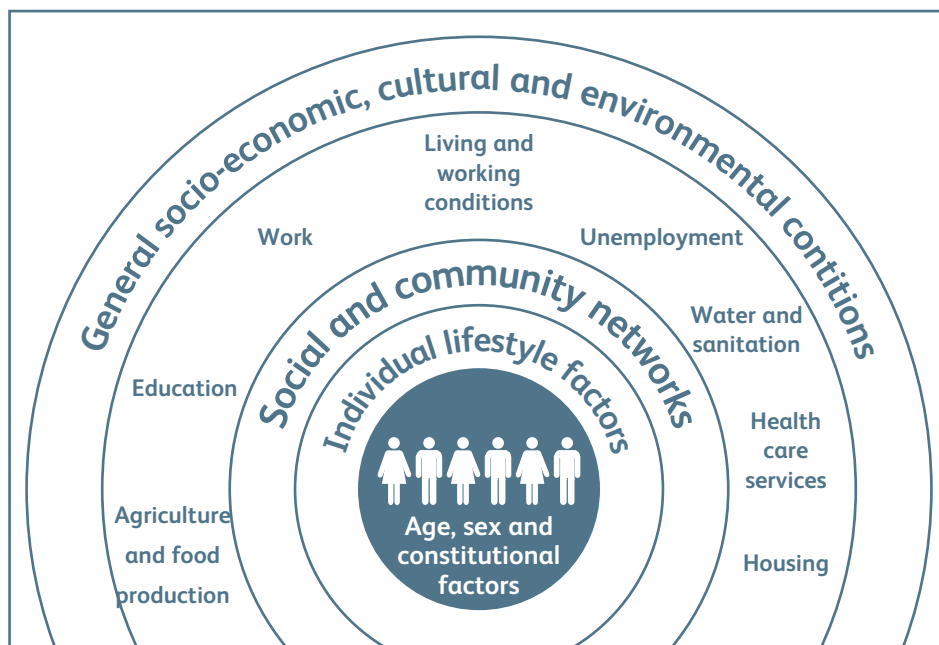 General socio-economic, cultural and environmental contitions
Living and
working
conditions
Work
Unemployment
Social and community networks
Water and
sanitation
Individual lifestyle factors
Education
Health
care
services
Agriculture
and food
production
Age, sex and
constitutional
factors
Housing